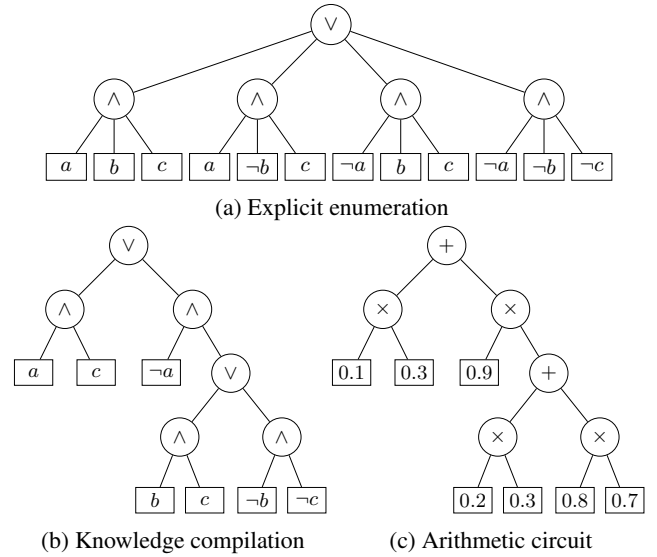 ∨
∧ ∧ ∧ ∧
a b c a ¬b c ¬a b c ¬a ¬b ¬c
(a) Explicit enumeration
∨ +
∧ ∧ × ×
a c ¬a ∨ 0.1 0.3 0.9 +
∧ ∧ × ×
b c ¬b ¬c 0.2 0.3 0.8 0.7
(b) Knowledge compilation (c) Arithmetic circuit